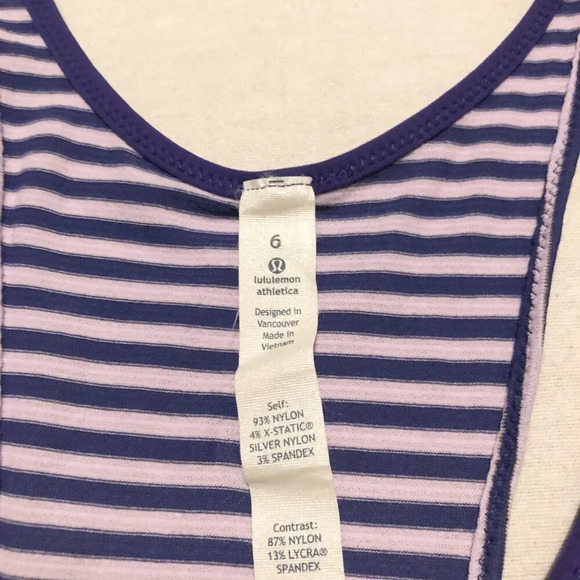 6
lululemon
athletica
Designed in
Vancouver
Made in
Vietnam
Self:
93% NYLON
4% X-STATIC®
SILVER NYLON
3% SPANDEX
Contrast:
87% NYLON
13% LYCRA®
SPANDEX